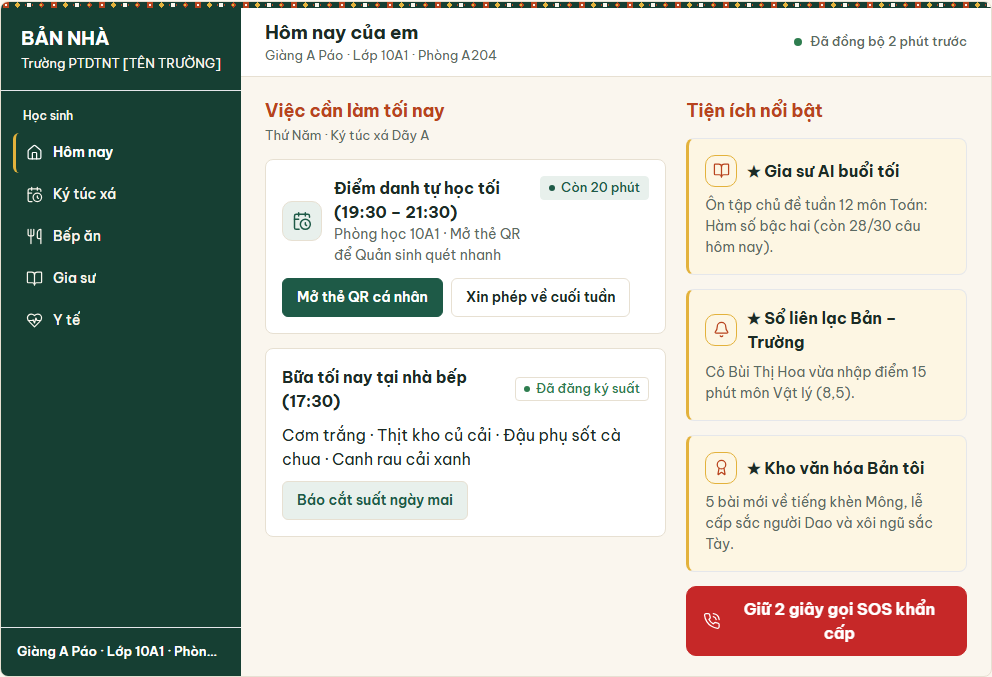 BẢN NHÀ
Trường PTDTNT [TÊN TRƯỜNG]
Học sinh
Hôm nay
Ký túc xá
Bếp ăn
Gia sư
Y tế
Giàng A Páo · Lớp 10A1 · Phòn...
Hôm nay của em
Giàng A Páo · Lớp 10A1 · Phòng A204
Đã đồng bộ 2 phút trước
Việc cần làm tối nay
Thứ Năm · Ký túc xá Dãy A
Điểm danh tự học tối
(19:30 – 21:30)
Còn 20 phút
Phòng học 10A1 · Mở thẻ QR
để Quản sinh quét nhanh
Mở thẻ QR cá nhân
Xin phép về cuối tuần
Bữa tối nay tại nhà bếp
(17:30)
Đã đăng ký suất
Cơm trắng · Thịt kho củ cải · Đậu phụ sốt cà
chua · Canh rau cải xanh
Báo cắt suất ngày mai
Tiện ích nổi bật
★ Gia sư AI buổi tối
Ôn tập chủ đề tuần 12 môn Toán:
Hàm số bậc hai (còn 28/30 câu
hôm nay).
★ Sổ liên lạc Bản –
Trường
Cô Bùi Thị Hoa vừa nhập điểm 15
phút môn Vật lý (8,5).
★ Kho văn hóa Bản tôi
5 bài mới về tiếng khèn Mông, lễ
cấp sắc người Dao và xôi ngũ sắc
Tày.
Giữ 2 giây gọi SOS khẩn
cấp